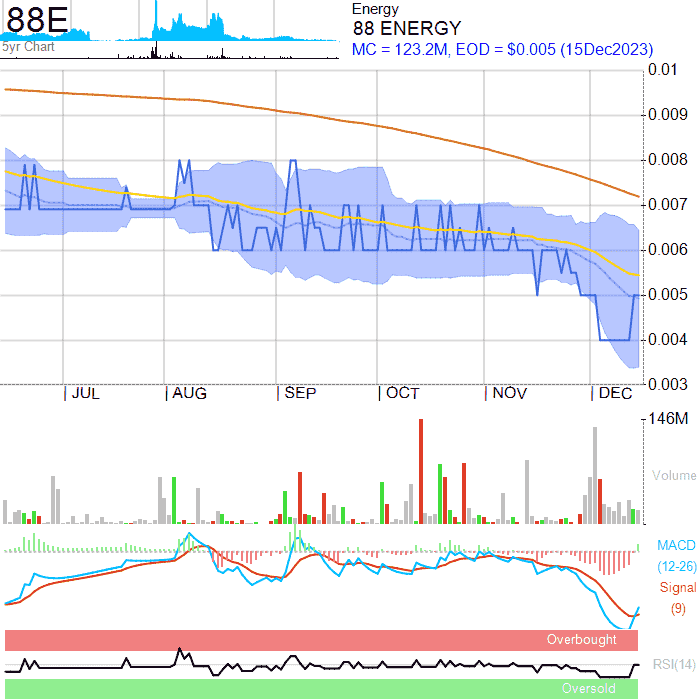 88E
5yr Chart
Energy
88 ENERGY
MC = 123.2M, EOD = $0.005 (15Dec2023)
0.01
0.009
0.008
0.007
0.006
0.005
0.004
0.003
JUL AUG SEP OCT NOV DEC
146M
Volume
MACD
(12-26)
Signal
(9)
Overbought
RSI(14)
Oversold